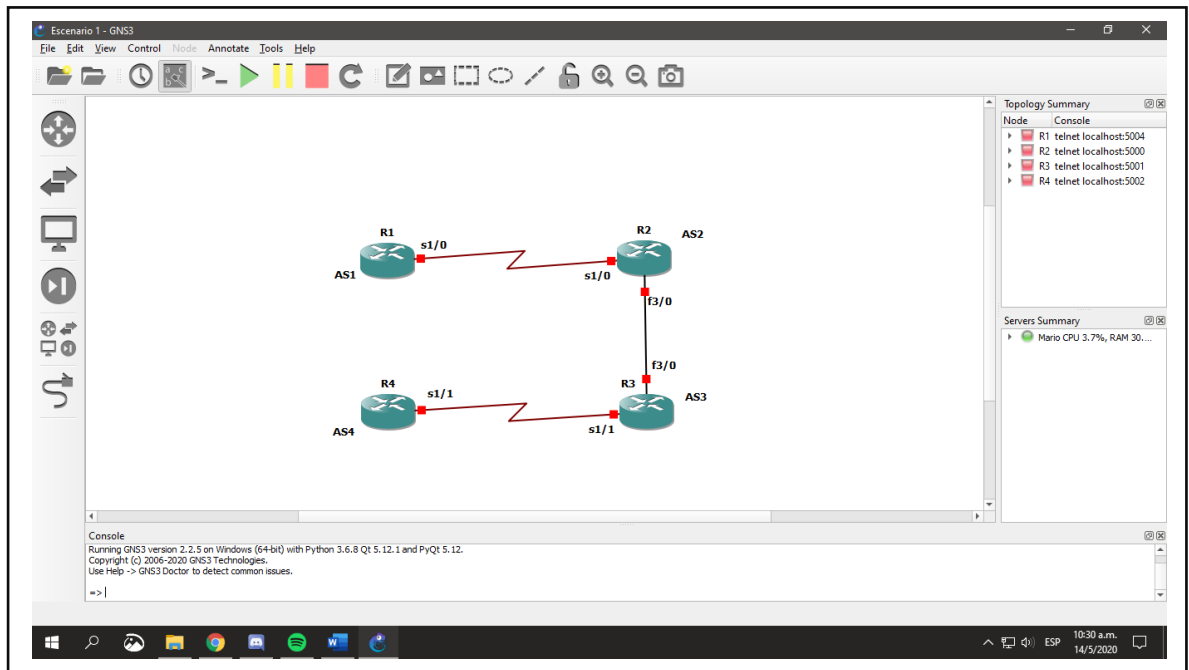 Escenario 1 - GNS3
File Edit View Control Node Annotate Tools Help
Topology Summary
Node Console
R1 telnet localhost:5004
R2 telnet localhost:5000
R3 telnet localhost:5001
R4 telnet localhost:5002
R1
s1/0
AS1
R2
AS2
s1/0
f3/0
f3/0
R3
AS3
s1/1
R4
s1/1
AS4
Servers Summary
Mario CPU 3.7%, RAM 30....
Console
Running GNS3 version 2.2.5 on Windows (64-bit) with Python 3.6.8 Qt 5.12.1 and PyQt 5.12.
Copyright (c) 2006-2020 GNS3 Technologies.
Use Help -> GNS3 Doctor to detect common issues.
=>
ESP
10:30 a.m.
14/5/2020